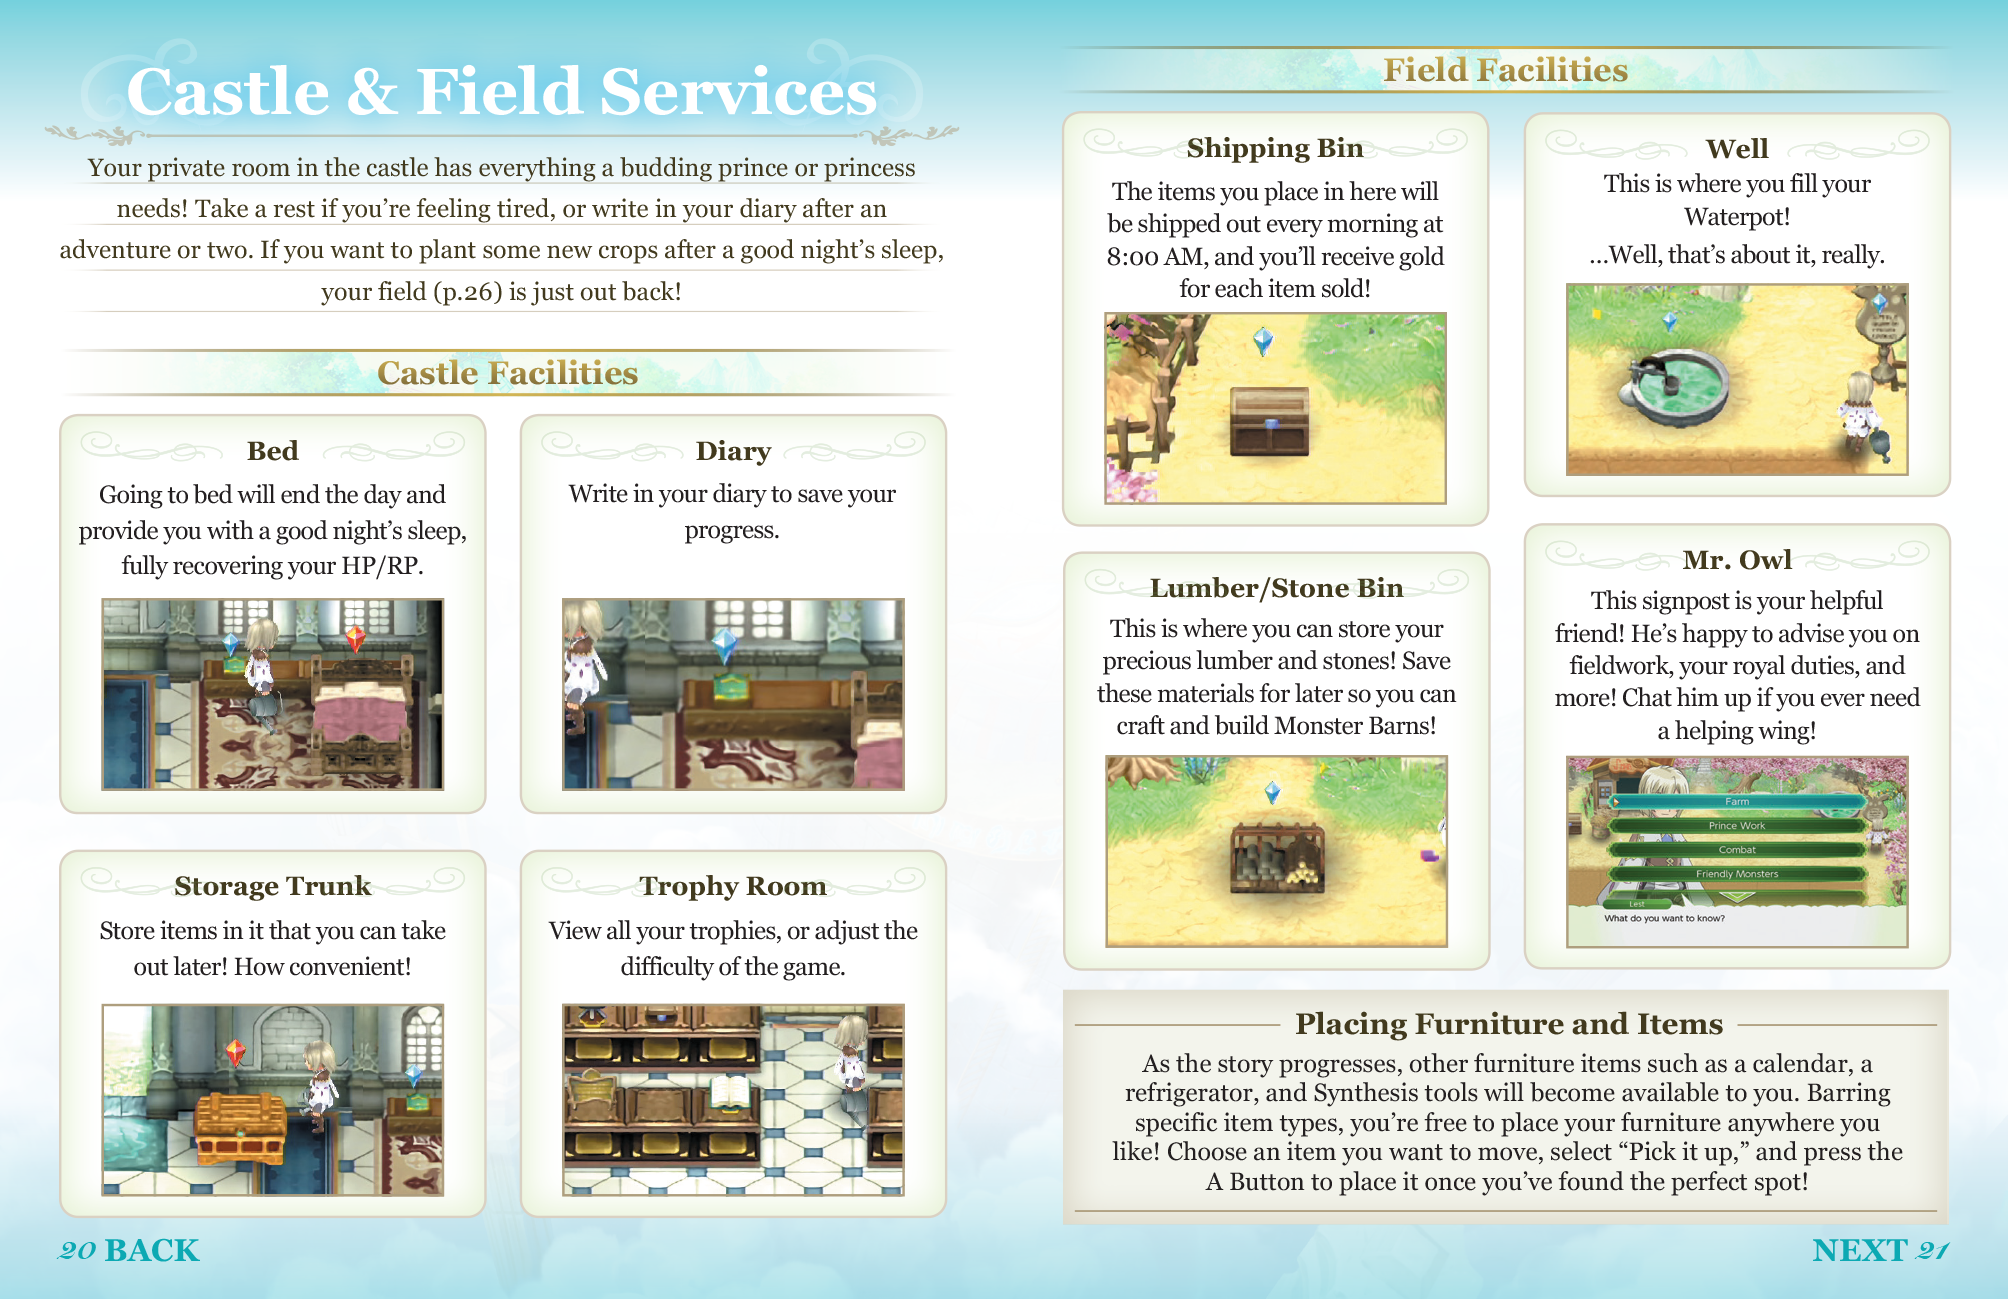 Castle & Field Services
Your private room in the castle has everything a budding prince or princess
needs! Take a rest if you’re feeling tired, or write in your diary after an
adventure or two. If you want to plant some new crops after a good night’s sleep,
your field (p.26) is just out back!
Castle Facilities
Bed
Going to bed will end the day and
provide you with a good night’s sleep,
fully recovering your HP/RP.
Diary
Write in your diary to save your
progress.
Storage Trunk
Store items in it that you can take
out later! How convenient!
Trophy Room
View all your trophies, or adjust the
difficulty of the game.
20 BACK
Field Facilities
Shipping Bin
The items you place in here will
be shipped out every morning at
8:00 AM, and you’ll receive gold
for each item sold!
Well
This is where you fill your
Waterpot!
...Well, that’s about it, really.
Lumber/Stone Bin
This is where you can store your
precious lumber and stones! Save
these materials for later so you can
craft and build Monster Barns!
Mr. Owl
This signpost is your helpful
friend! He’s happy to advise you on
fieldwork, your royal duties, and
more! Chat him up if you ever need
a helping wing!
Farm
Prince Work
Combat
Friendly Monsters
Lest
What do you want to know?
Placing Furniture and Items
As the story progresses, other furniture items such as a calendar, a
refrigerator, and Synthesis tools will become available to you. Barring
specific item types, you’re free to place your furniture anywhere you
like! Choose an item you want to move, select “Pick it up,” and press the
A Button to place it once you’ve found the perfect spot!
NEXT 21